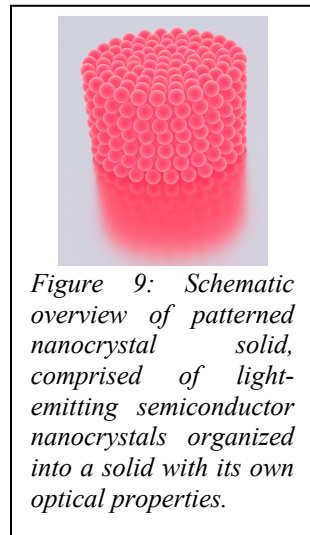 Figure 9: Schematic
overview of patterned
nanocrystal solid,
comprised of light-
emitting semiconductor
nanocrystals organized
into a solid with its own
optical properties.